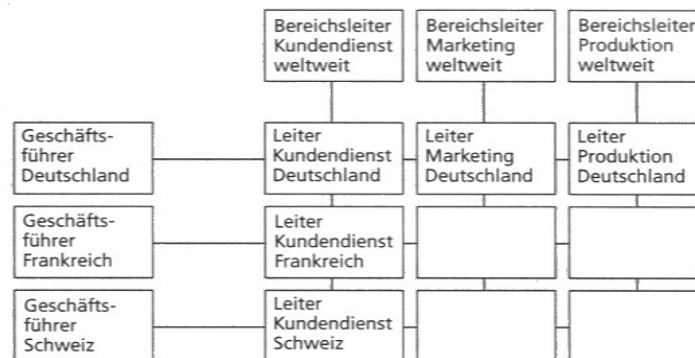 Bereichsleiter
Kundendienst
weltweit
Bereichsleiter
Marketing
weltweit
Bereichsleiter
Produktion
weltweit
Geschäfts-
führer
Deutschland
Leiter
Kundendienst
Deutschland
Leiter
Marketing
Deutschland
Leiter
Produktion
Deutschland
Geschäfts-
führer
Frankreich
Leiter
Kundendienst
Frankreich
Geschäfts-
führer
Schweiz
Leiter
Kundendienst
Schweiz